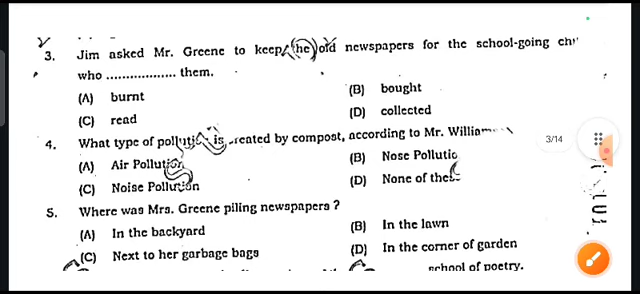 3. Jim asked Mr. Greene to keep the old newspapers for the school-going
who .................. them.
(A) burnt (B) bought
(C) read (D) collected
4. What type of pollution is created by compost, according to Mr.
(A) Air Pollution (B) Nose
(C) Noise Pollution (D) None of
3/14
5. Where was Mrs. Greene piling newspapers ?
(A) In the backyard (B) In the lawn
(C) Next to her garbage bags (D) In the corner of garden
school of poetry.